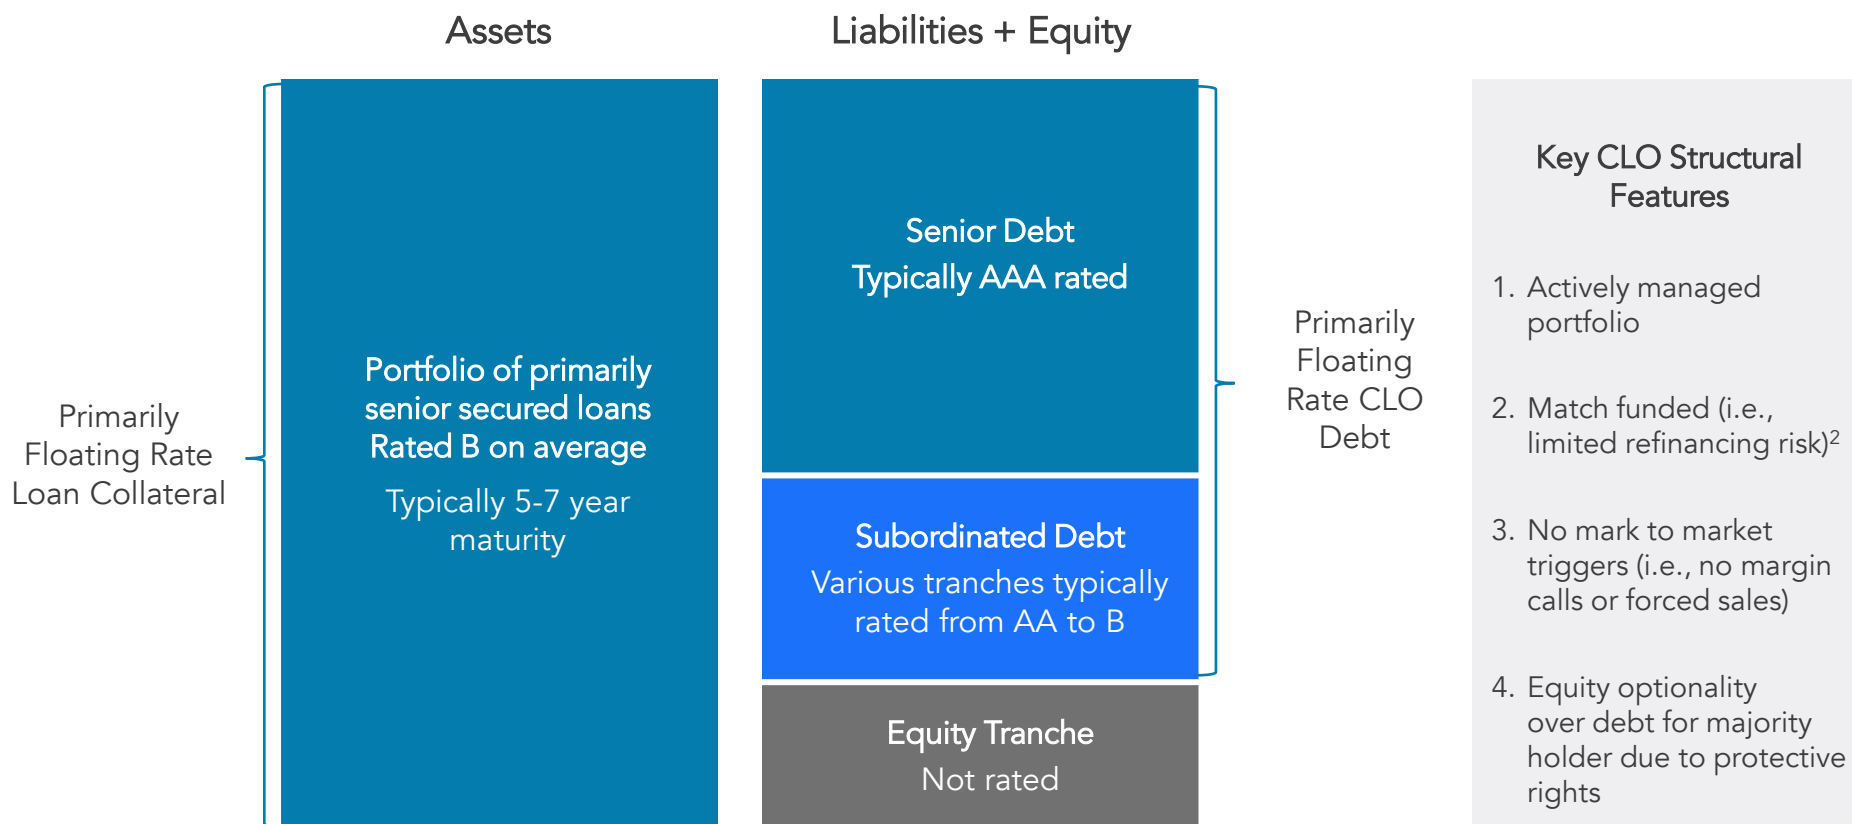 Assets
Liabilities + Equity
Primarily
Floating Rate
Loan Collateral
Portfolio of primarily
senior secured loans
Rated B on average
Typically 5-7 year
maturity
Senior Debt
Typically AAA rated
Subordinated Debt
Various tranches typically
rated from AA to B
Equity Tranche
Not rated
Primarily
Floating
Rate CLO
Debt
Key CLO Structural
Features
1. Actively managed
portfolio
2. Match funded (i.e.,
limited refinancing risk)²
3. No mark to market
triggers (i.e., no margin
calls or forced sales)
4. Equity optionality
over debt for majority
holder due to protective
rights